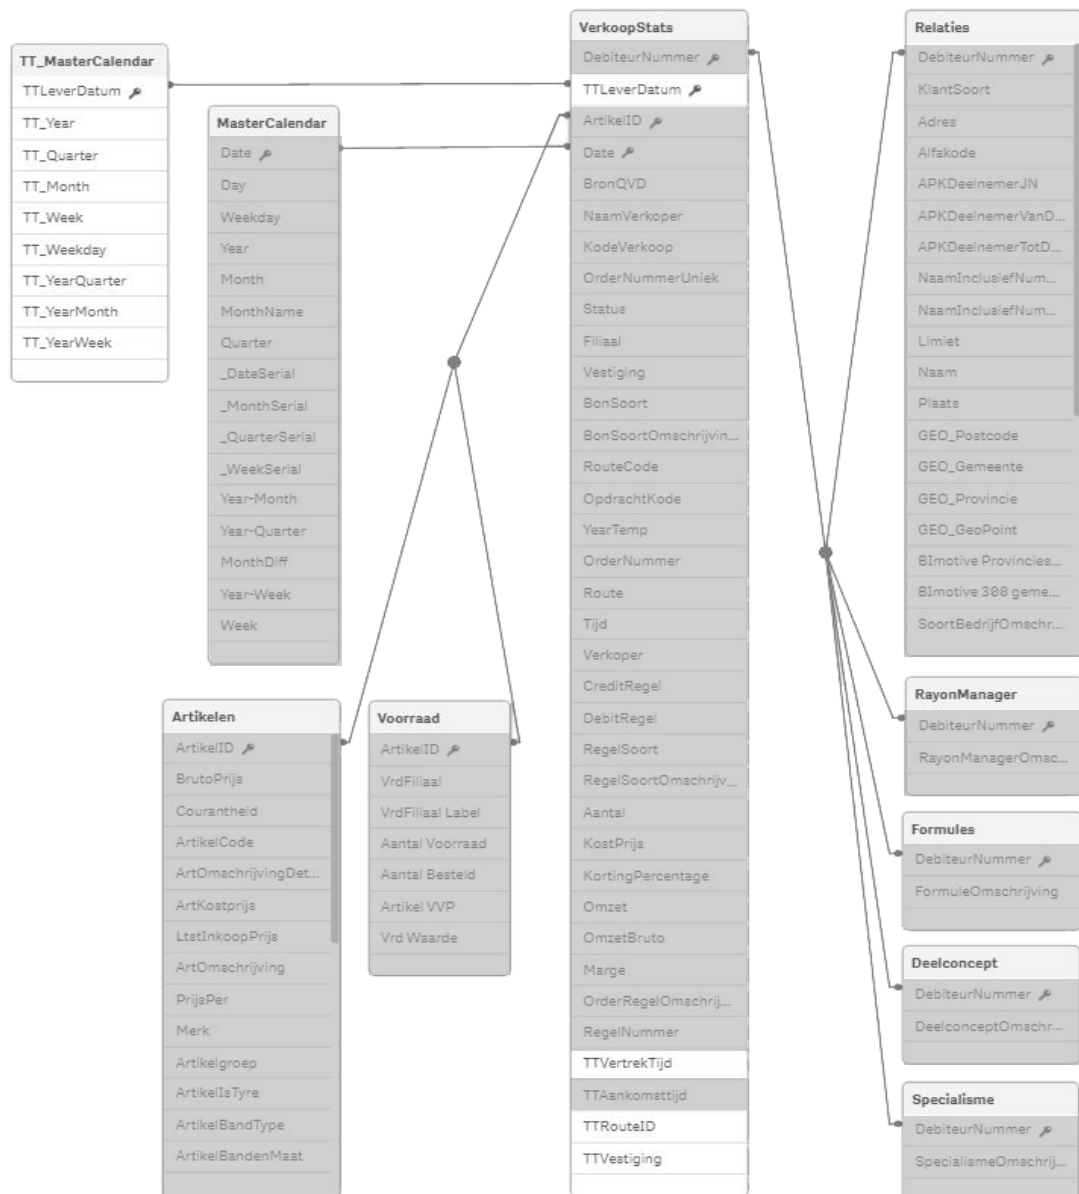 TT_MasterCalendar
TTLeverDatum
TT_Year
TT_Quarter
TT_Month
TT_Week
TT_Weekday
TT_YearQuarter
TT_YearMonth
TT_YearWeek
MasterCalendar
Date
Day
Weekday
Year
Month
MonthName
Quarter
_DateSerial
_MonthSerial
_QuarterSerial
_WeekSerial
Year-Month
Year-Quarter
MonthDiff
Year-Week
Week
Artikelen
ArtikelID
BrutoPrijs
Courantheid
ArtikelCode
ArtOmschrijvingDet...
ArtKostprijs
LtstInkoopPrijs
ArtOmschrijving
PrijsPer
Merk
Artikelgroep
ArtikelIsTyre
ArtikelBandType
ArtikelBandenMaat
Voorraad
ArtikelID
VrdFiliaal
VrdFiliaal Label
Aantal Voorraad
Aantal Besteld
Artikel VVP
Vrd Waarde
VerkoopStats
DebiteurNummer
TTLeverDatum
ArtikelID
Date
BronQVD
NaamVerkoper
KodeVerkoop
OrderNummerUniek
Status
Filiaal
Vestiging
BonSoort
BonSoortOmschrijvin...
RouteCode
OpdrachtKode
YearTemp
OrderNummer
Route
Tijd
Verkoper
CreditRegel
DebitRegel
RegelSoort
RegelSoortOmschrijv...
Aantal
KostPrijs
KortingPercentage
Omzet
OmzetBruto
Marge
OrderRegelOmschrij...
RegelNummer
TTVertrekTijd
TTAankomsttijd
TTRouteID
TTVestiging
Relaties
DebiteurNummer
KlantSoort
Adres
Alfakode
APKDeelnemerJN
APKDeelnemerVanD...
APKDeelnemerTotD...
NaamInclusiefNum...
NaamInclusiefNum...
Limiet
Naam
Plaats
GEO_Postcode
GEO_Gemeente
GEO_Provincie
GEO_GeoPoint
BImotive Provincies...
BImotive 300 geme...
SoortBedrijfOmschr...
RayonManager
DebiteurNummer
RayonManagerOmsc...
Formules
DebiteurNummer
FormuleOmschrijving
Deelconcept
DebiteurNummer
DeelconceptOmschr...
Specialisme
DebiteurNummer
SpecialismeOmschrij...